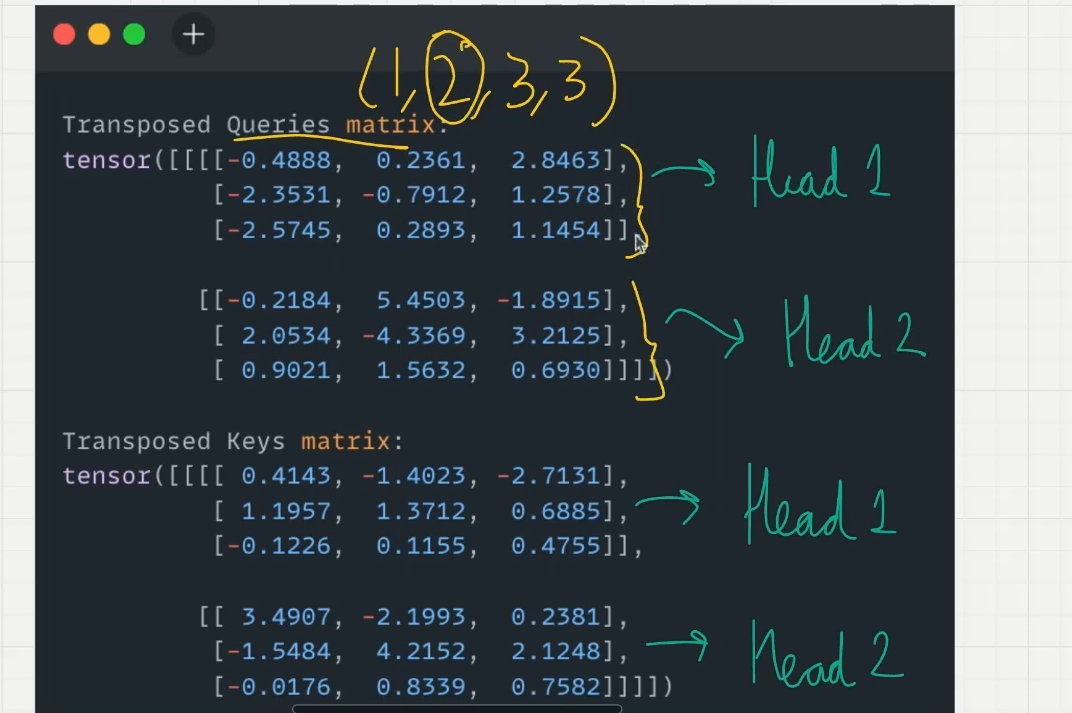 +
(1, 2, 3, 3)
Transposed Queries matrix:
tensor([[[[-0.4888, 0.2361, 2.8463],
[-2.3531, -0.7912, 1.2578],
[-2.5745, 0.2893, 1.1454]],
Head 1
[[-0.2184, 5.4503, -1.8915],
[ 2.0534, -4.3369, 3.2125],
[ 0.9021, 1.5632, 0.6930]]]])
Head 2
Transposed Keys matrix:
tensor([[[[ 0.4143, -1.4023, -2.7131],
[ 1.1957, 1.3712, 0.6885],
[-0.1226, 0.1155, 0.4755]],
Head 1
[[ 3.4907, -2.1993, 0.2381],
[-1.5484, 4.2152, 2.1248],
[-0.0176, 0.8339, 0.7582]]]])
Head 2